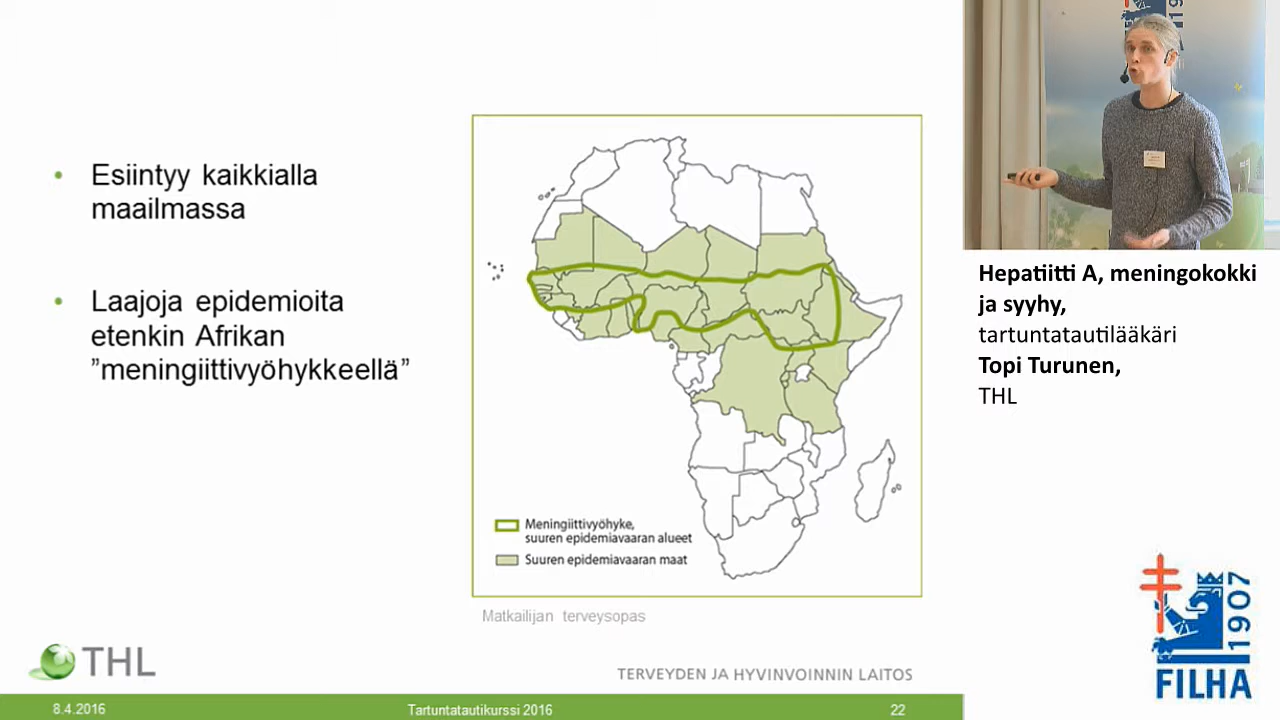 Esiintyy kaikkialla
maailmassa
Laajoja epidemioita
etenkin Afrikan
”meningiittivyöhykkeellä”
Meningiittivyöhyke,
suuren epidemiavaaran alueet
Suuren epidemiavaaran maat
Matkailijan terveysopas
THL
TERVEYDEN JA HYVINVOINNIN LAITOS
8.4.2016
Tartuntatautikurssi 2016
22
Hepatiitti A, meningokokki
ja syyhy,
tartuntatautilääkäri
Topi Turunen,
THL
1907
FILHA